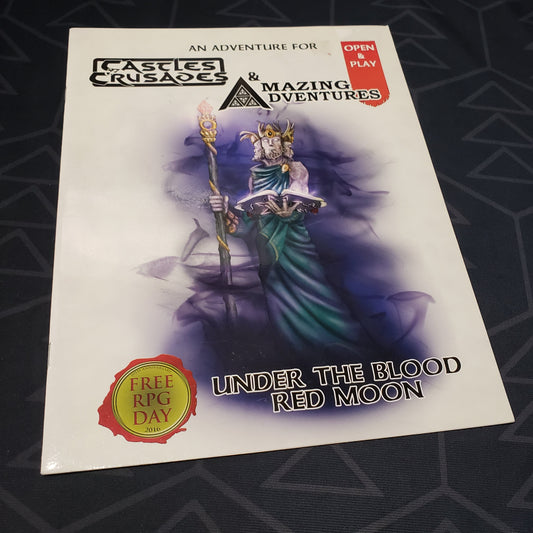 AN ADVENTURE FOR
OPEN
&
PLAY
CASTLES
& CRUSADES
&
AMAZING
ADVENTURES
UNDER THE BLOOD
RED MOON
FREE
RPG
DAY
2016